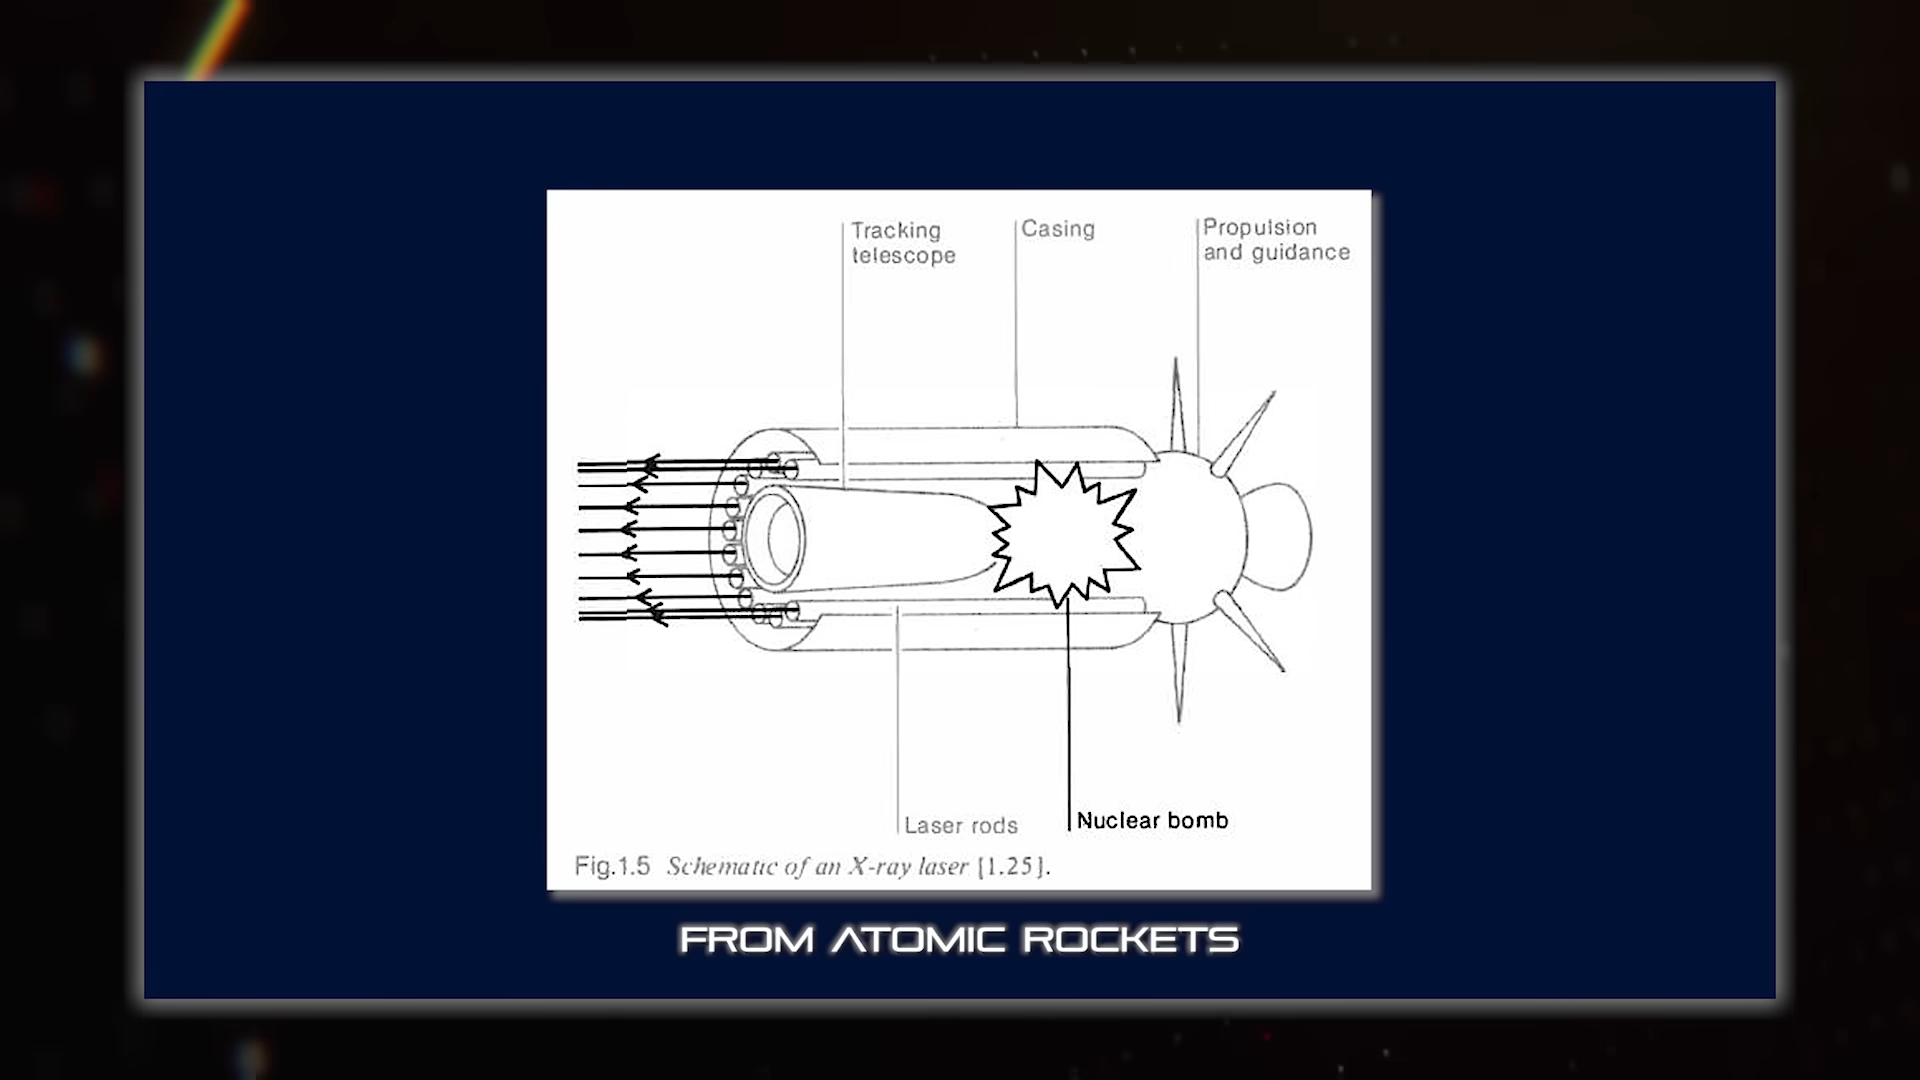 Tracking
telescope
Casing
Propulsion
and guidance
Laser rods
Nuclear bomb
Fig.1.5 Schematic of an X-ray laser [1.25].
FROM ATOMIC ROCKETS